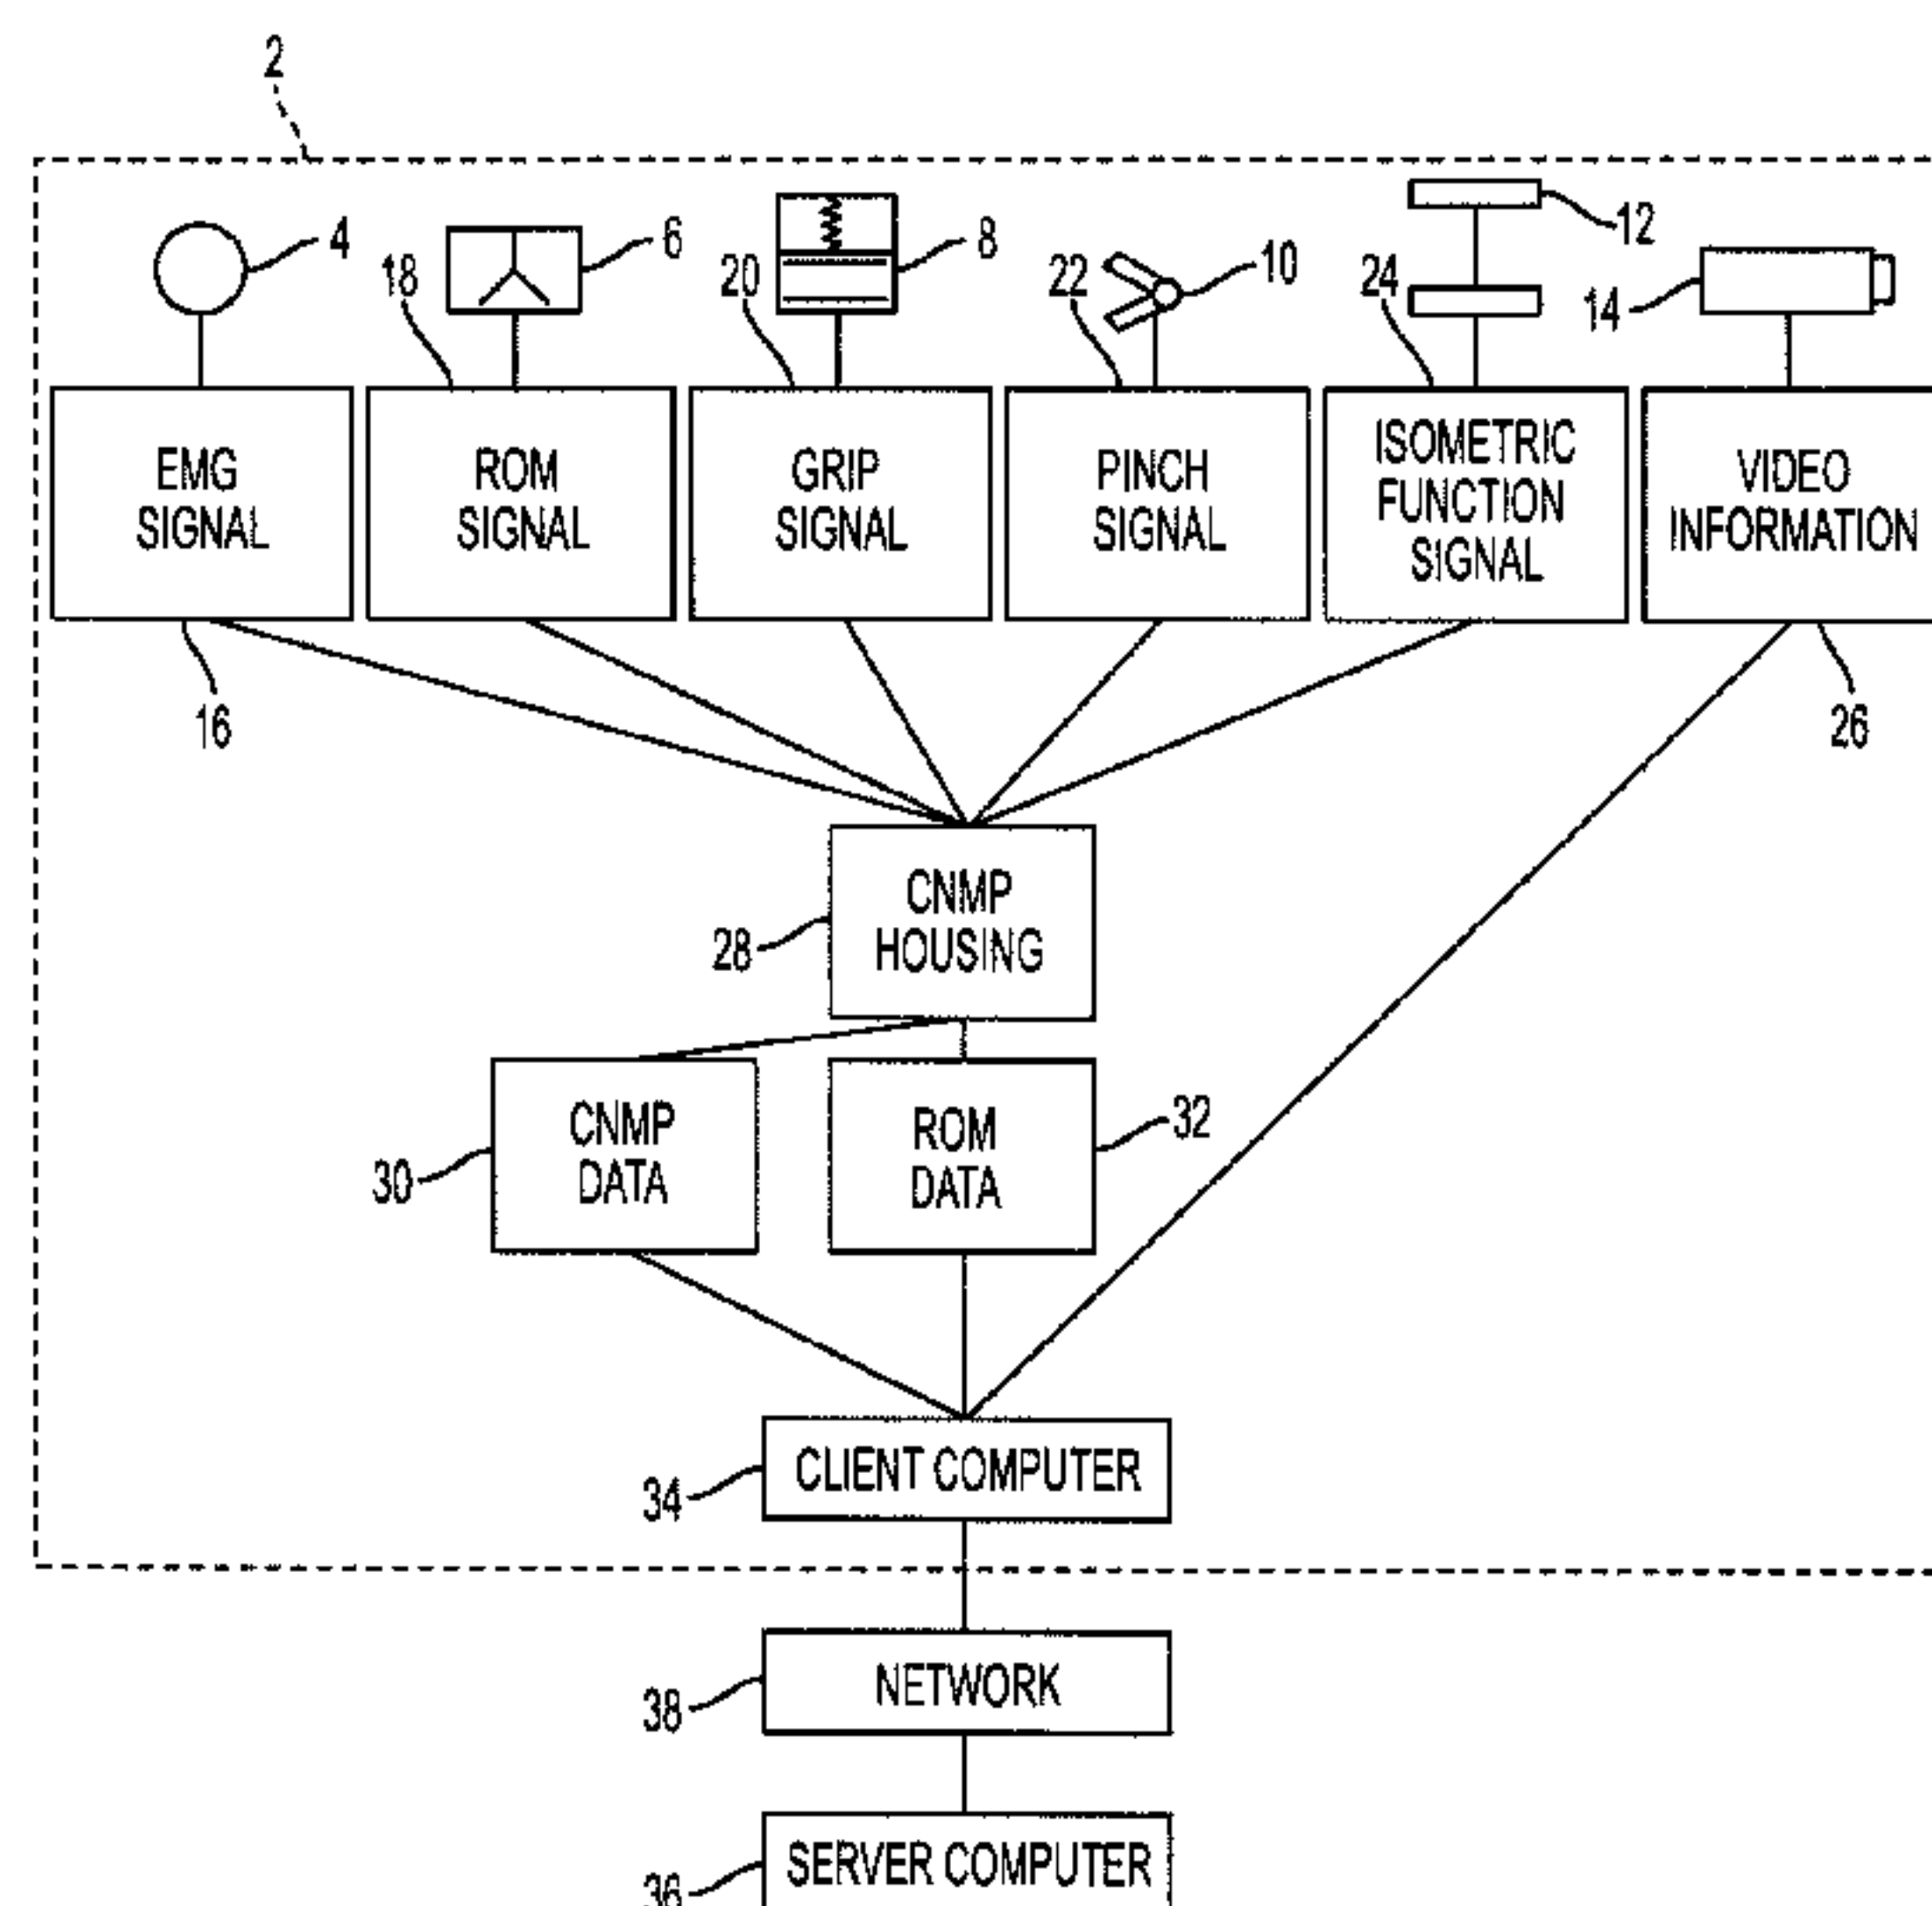 2
4
18
6
20
8
22
10
24
12
14
EMG
SIGNAL
ROM
SIGNAL
GRIP
SIGNAL
PINCH
SIGNAL
ISOMETRIC
FUNCTION
SIGNAL
VIDEO
INFORMATION
16
26
28
CNMP
HOUSING
30
CNMP
DATA
ROM
DATA
32
34
CLIENT COMPUTER
38
NETWORK
36
SERVER COMPUTER